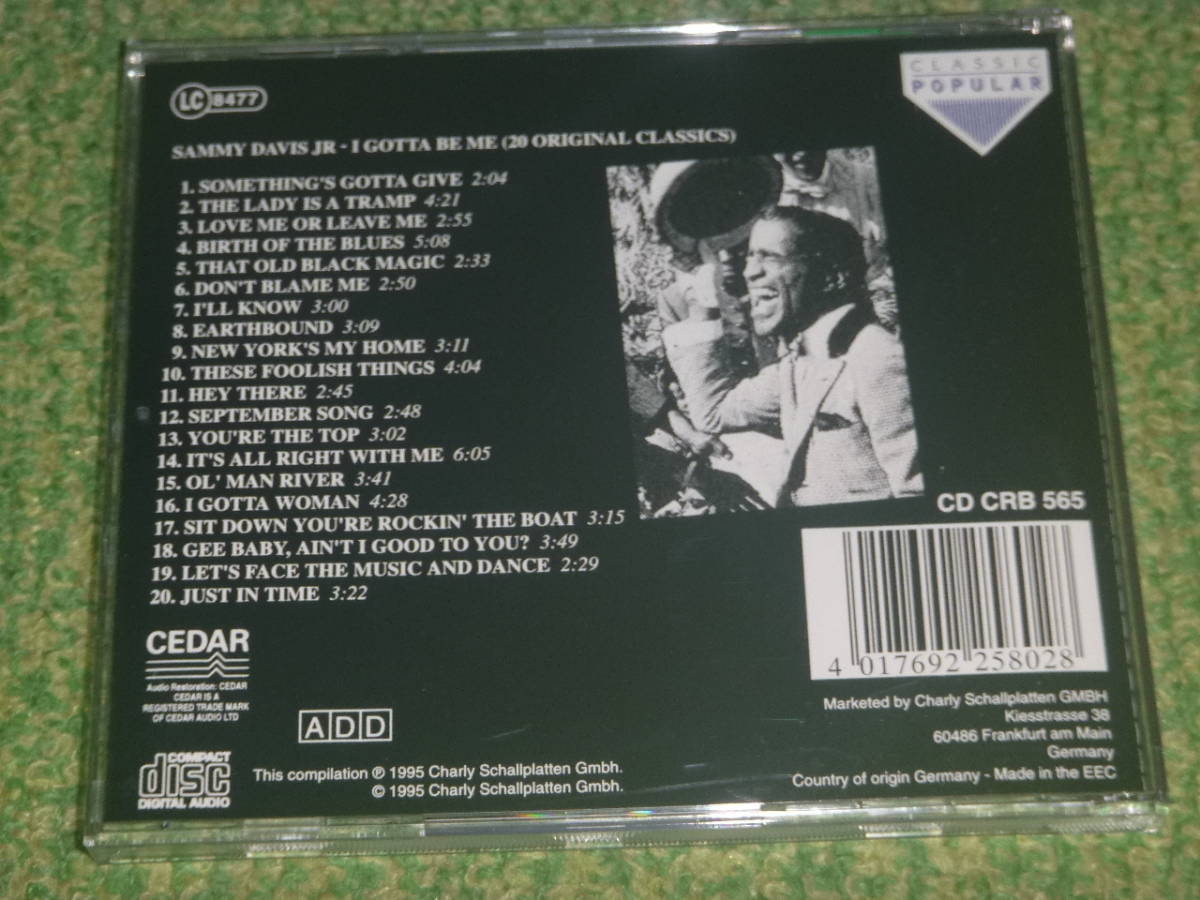 LC 8477
CLASSIC
POPULAR
SAMMY DAVIS JR - I GOTTA BE ME (20 ORIGINAL CLASSICS)
1. SOMETHING'S GOTTA GIVE 2:04
2. THE LADY IS A TRAMP 4:21
3. LOVE ME OR LEAVE ME 2:55
4. BIRTH OF THE BLUES 5:08
5. THAT OLD BLACK MAGIC 2:33
6. DON'T BLAME ME 2:50
7. I'LL KNOW 3:00
8. EARTHBOUND 3:09
9. NEW YORK'S MY HOME 3:11
10. THESE FOOLISH THINGS 4:04
11. HEY THERE 2:45
12. SEPTEMBER SONG 2:48
13. YOU'RE THE TOP 3:02
14. IT'S ALL RIGHT WITH ME 6:05
15. OL' MAN RIVER 3:41
16. I GOTTA WOMAN 4:28
17. SIT DOWN YOU'RE ROCKIN' THE BOAT 3:15
18. GEE BABY, AIN'T I GOOD TO YOU? 3:49
19. LET'S FACE THE MUSIC AND DANCE 2:29
20. JUST IN TIME 3:22
CD CRB 565
4 017692 258028
CEDAR
Audio Restoration: CEDAR
CEDAR IS A
REGISTERED TRADE MARK
OF CEDAR AUDIO LTD
ADD
COMPACT
disc
DIGITAL AUDIO
This compilation ℗ 1995 Charly Schallplatten Gmbh.
© 1995 Charly Schallplatten Gmbh.
Marketed by Charly Schallplatten GMBH
Kiesstrasse 38
60486 Frankfurt am Main
Germany
Country of origin Germany - Made in the EEC